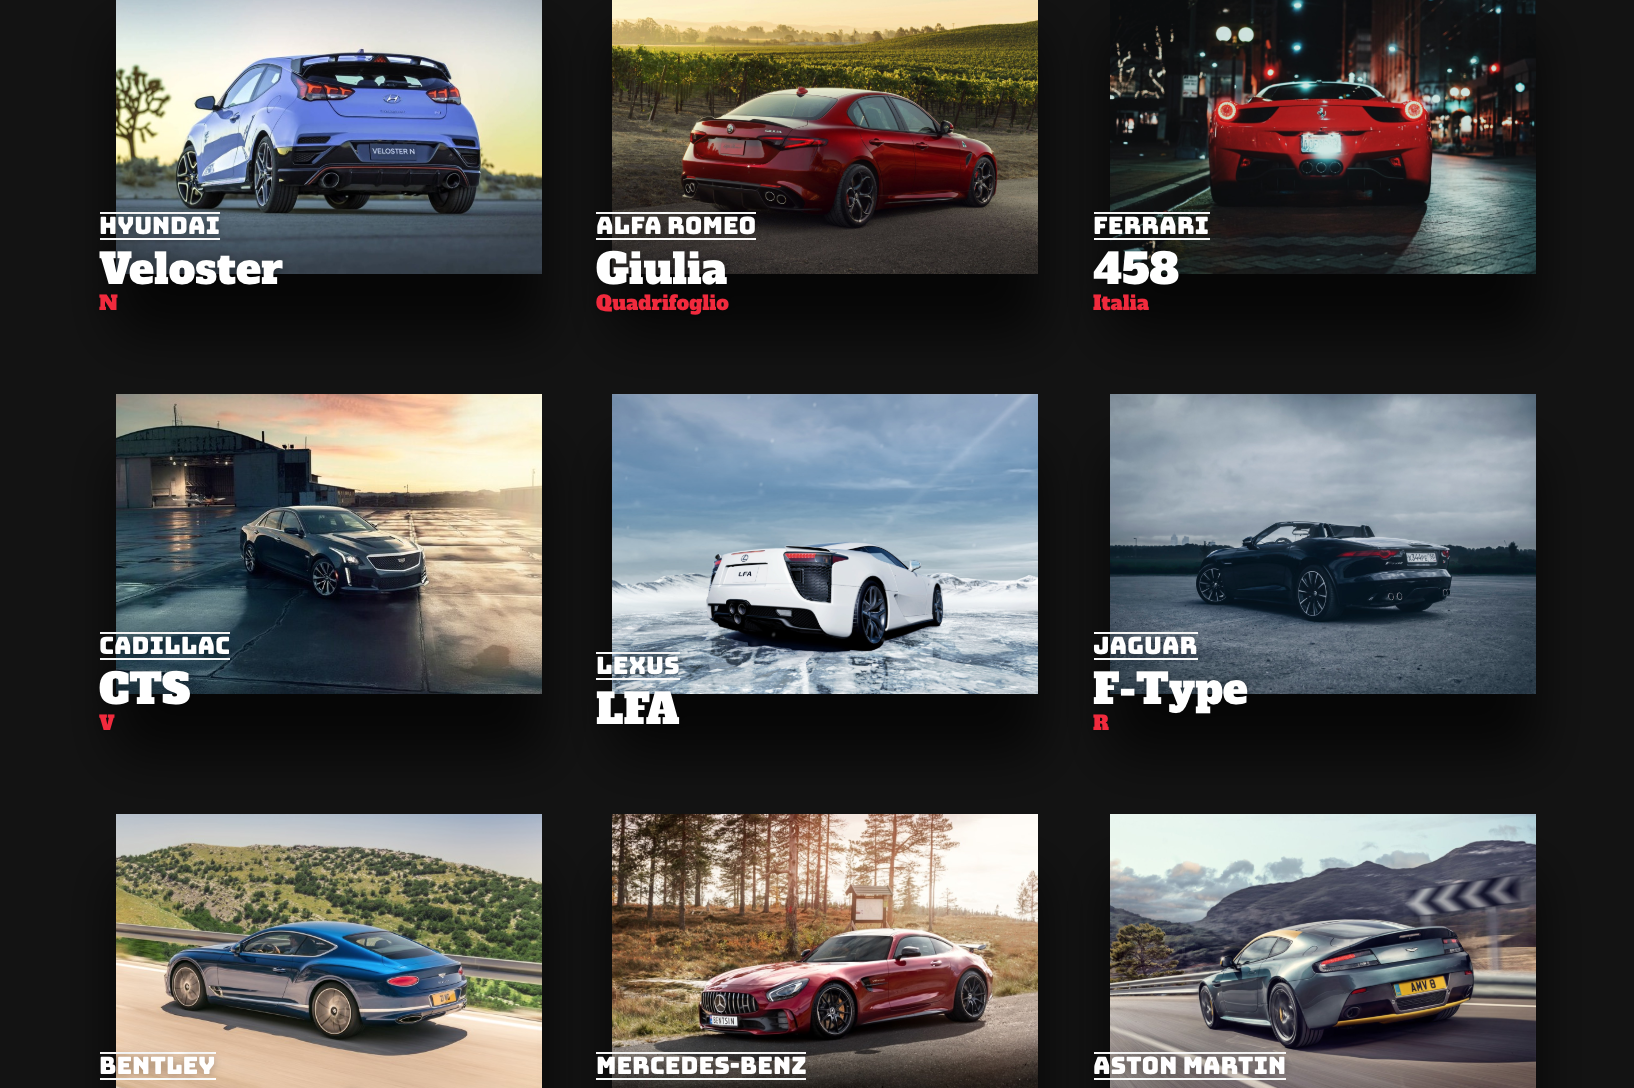 VELOSTER N
HYUNDAI
Veloster
N
ALFA ROMEO
Giulia
Quadrifoglio
FERRARI
458
Italia
CADILLAC
CTS
V
LFA
LEXUS
LFA
JAGUAR
F-Type
R
BENTLEY
BENTSIN
MERCEDES-BENZ
AMV 8
ASTON MARTIN